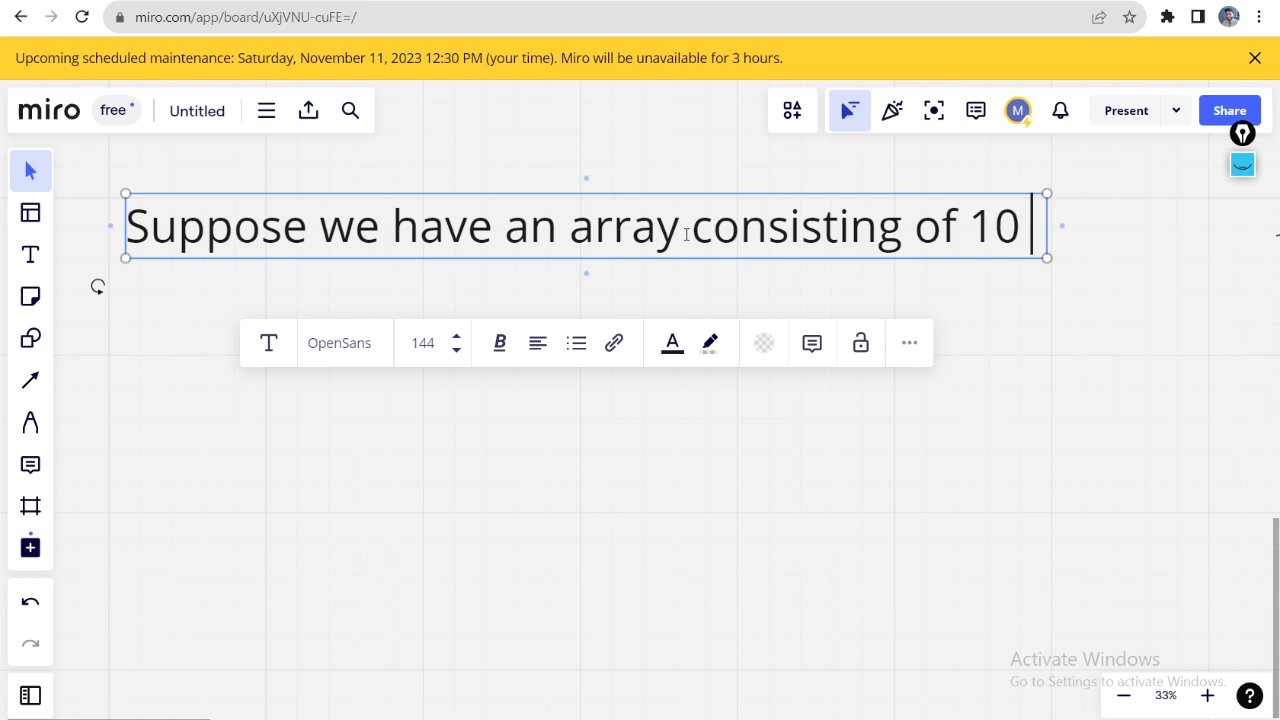 miro.com/app/board/uXjVNU-cuFE=/
Upcoming scheduled maintenance: Saturday, November 11, 2023 12:30 PM (your time). Miro will be unavailable for 3 hours.
miro free Untitled M Present Share
Suppose we have an array consisting of 10
OpenSans 144 B A
Activate Windows
Go to Settings to activate Windows.
33%